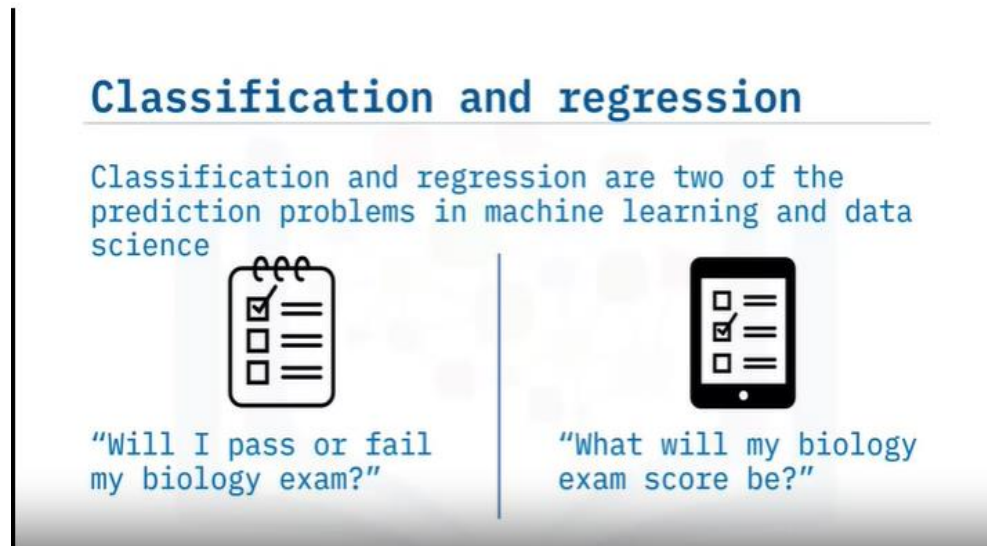 Classification and regression
Classification and regression are two of the
prediction problems in machine learning and data
science
“Will I pass or fail
my biology exam?”
“What will my biology
exam score be?”